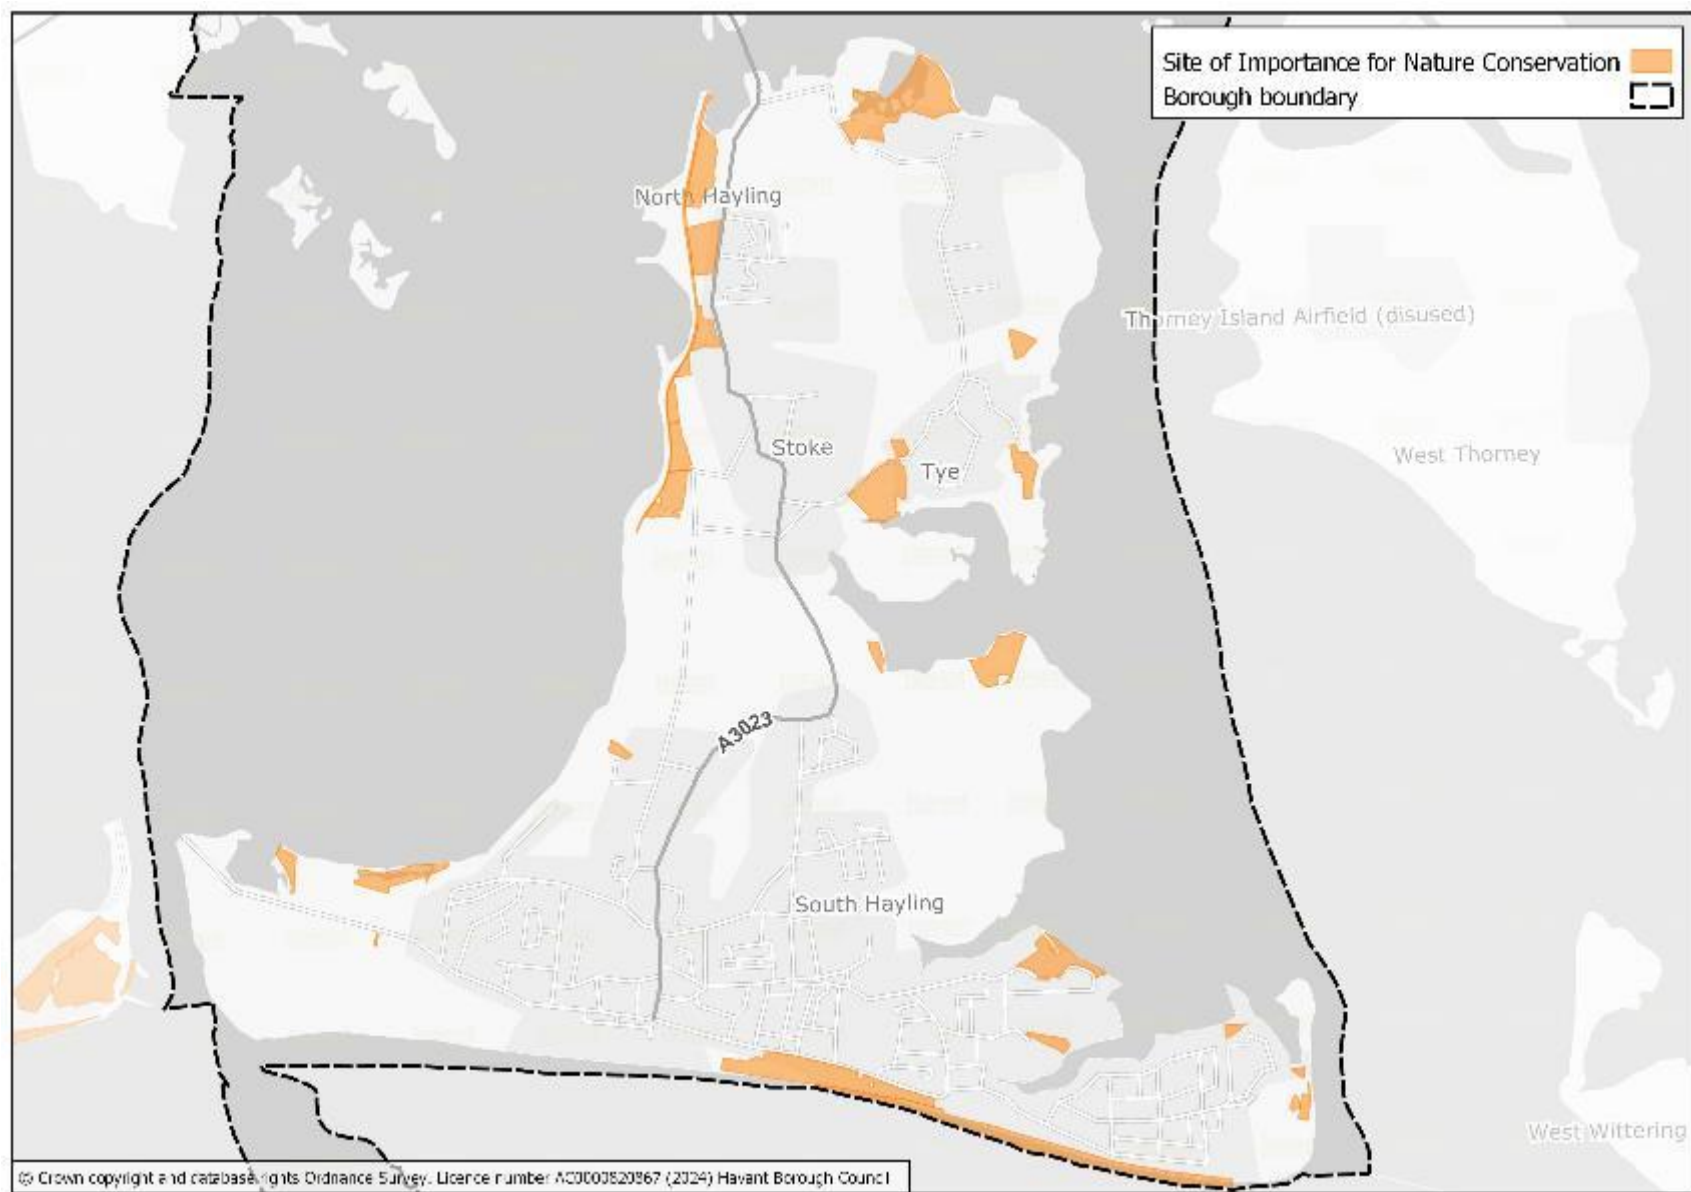 Site of Importance for Nature Conservation
Borough boundary
North Hayling
Thorney Island Airfield (disused)
Stoke
Tye
West Thorney
A3023
South Hayling
West Wittering
© Crown copyright and database rights Ordnance Survey. Licence number AC0000820867 (2024) Havant Borough Council